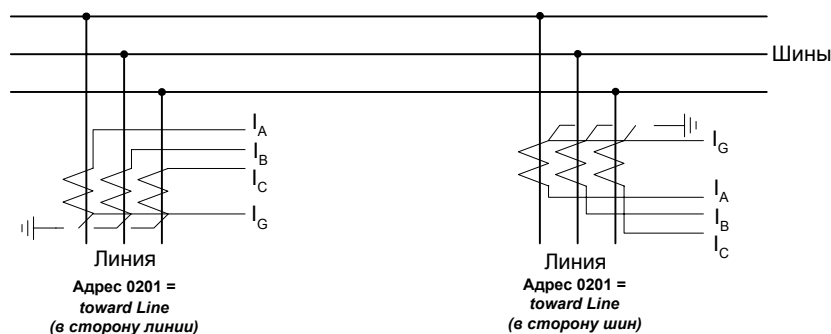 Шины
I_A
I_B
I_C
I_G
Линия
Адрес 0201 =
toward Line
(в сторону линии)
I_G
I_A
I_B
I_C
Линия
Адрес 0201 =
toward Line
(в сторону шин)